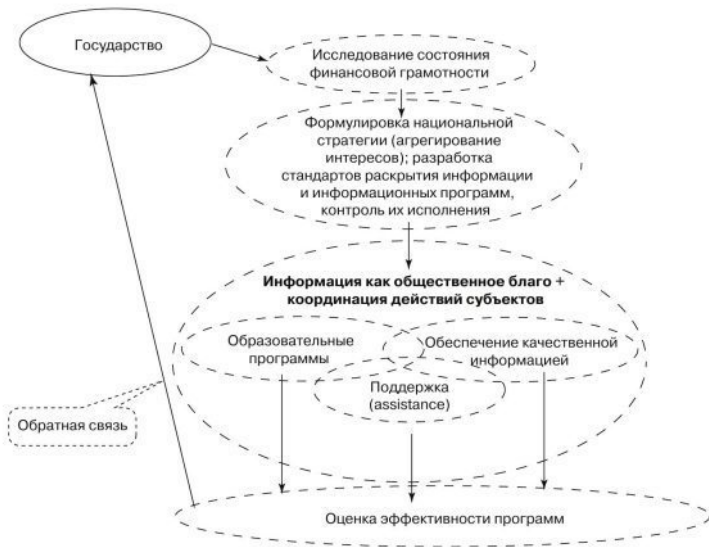 Государство
Исследование состояния
финансовой грамотности
Формулировка национальной
стратегии (агрегирование
интересов); разработка
стандартов раскрытия информации
и информационных программ,
контроль их исполнения
Информация как общественное благо +
координация действий субъектов
Образовательные
программы
Обеспечение качественной
информацией
Поддержка
(assistance)
Обратная связь
Оценка эффективности программ